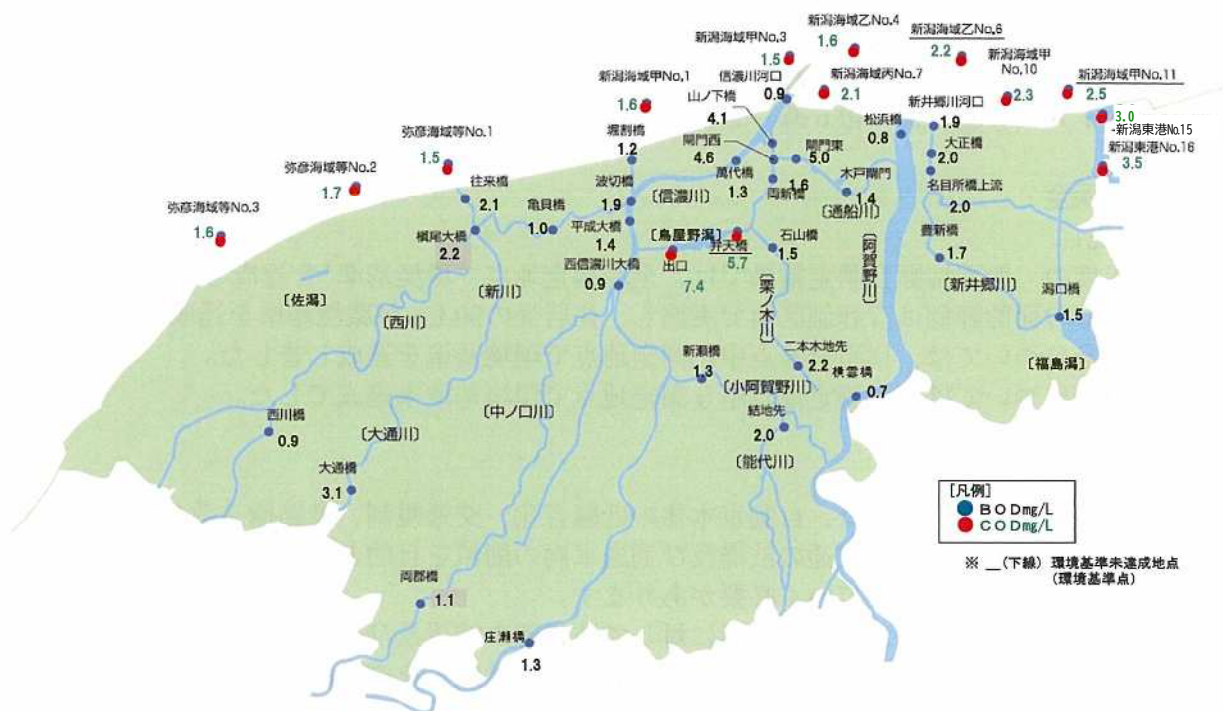 新潟海域乙No.4
1.6
新潟海域乙No.6
2.2
新潟海域甲No.3
1.5
新潟海域甲
No.10
2.3
新潟海域甲No.11
2.5
新潟海域丙No.7
2.1
新潟海域甲No.1
1.6
信濃川河口
0.9
山ノ下橋
4.1
新井郷川河口
1.9
3.0
新潟東港No.15
新潟東港No.16
3.5
松浜橋
0.8
大正橋
2.0
弥彦海域等No.1
1.5
堀割橋
1.2
閘門西
4.6
閘門東
5.0
弥彦海域等No.2
1.7
往来橋
2.1
波切橋
1.9
〔信濃川〕
萬代橋
1.3
両新橋
1.6
木戸閘門
1.4
〔通船川〕
名目所橋上流
2.0
弥彦海域等No.3
1.6
亀貝橋
1.0
平成大橋
1.4
槇尾大橋
2.2
〔鳥屋野潟〕
弁天橋
5.7
出口
7.4
石山橋
1.5
〔阿賀野川〕
豊新橋
1.7
西信濃川大橋
0.9
〔佐潟〕
〔西川〕
〔新川〕
〔栗ノ木川〕
〔新井郷川〕
潟口橋
1.5
〔福島潟〕
新瀬橋
1.3
二本木地先
2.2
〔小阿賀野川〕
横雲橋
0.7
西川橋
0.9
〔中ノ口川〕
〔大通川〕
結地先
2.0
〔能代川〕
大通橋
3.1
[凡例]
BODmg/L
CODmg/L
※ __(下線) 環境基準未達成地点
(環境基準点)
両郡橋
1.1
庄瀬橋
1.3